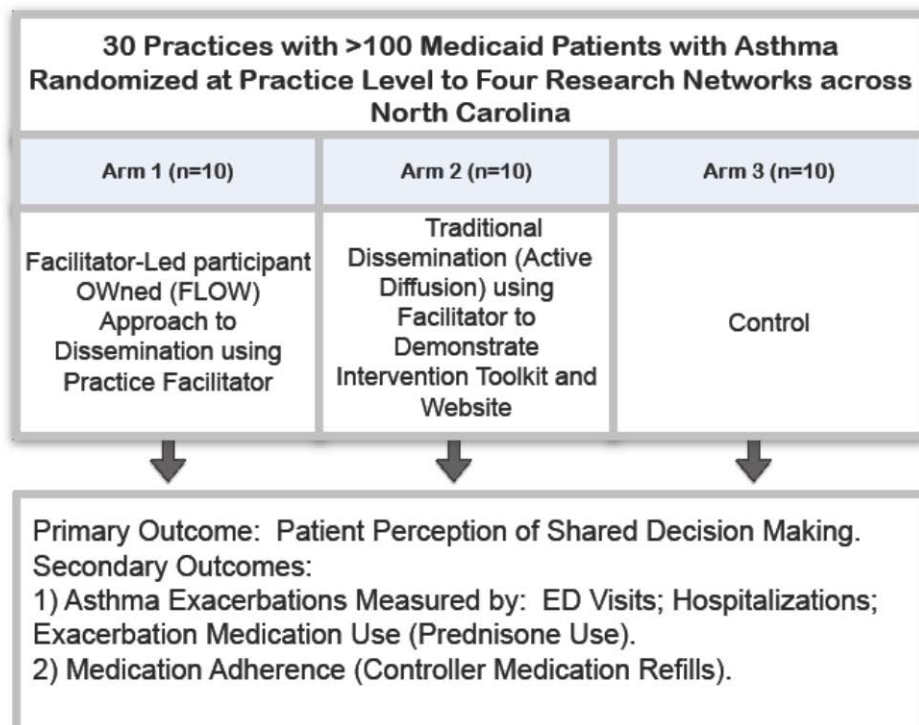 30 Practices with >100 Medicaid Patients with Asthma
Randomized at Practice Level to Four Research Networks across
North Carolina
Arm 1 (n=10)
Arm 2 (n=10)
Arm 3 (n=10)
Facilitator-Led participant
OWned (FLOW)
Approach to
Dissemination using
Practice Facilitator
Traditional
Dissemination (Active
Diffusion) using
Facilitator to
Demonstrate
Intervention Toolkit and
Website
Control
Primary Outcome: Patient Perception of Shared Decision Making.
Secondary Outcomes:
1) Asthma Exacerbations Measured by: ED Visits; Hospitalizations;
Exacerbation Medication Use (Prednisone Use).
2) Medication Adherence (Controller Medication Refills).